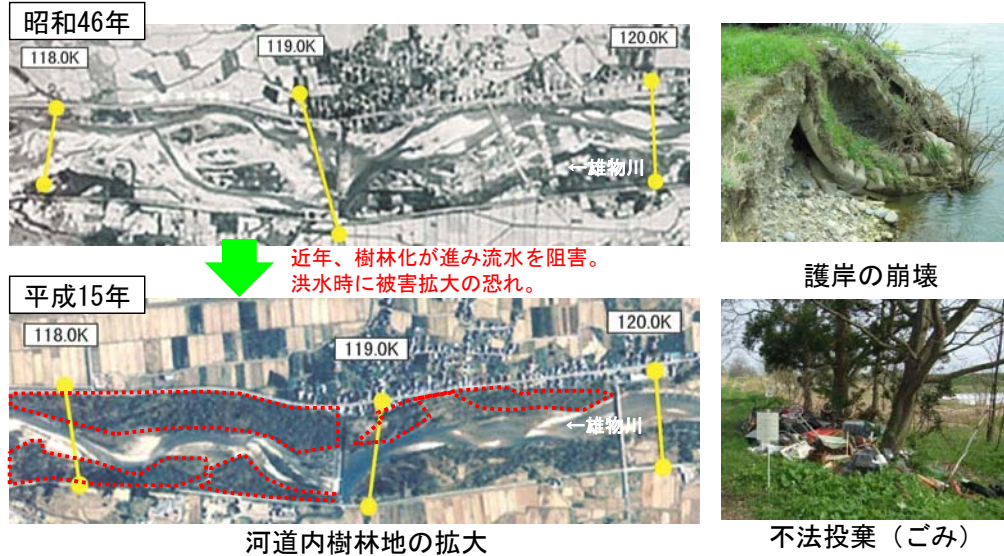 昭和46年
118.0K
119.0K
120.0K
←雄物川
近年、樹林化が進み流水を阻害。
洪水時に被害拡大の恐れ。
護岸の崩壊
平成15年
118.0K
119.0K
120.0K
←雄物川
河道内樹林地の拡大
不法投棄（ごみ）